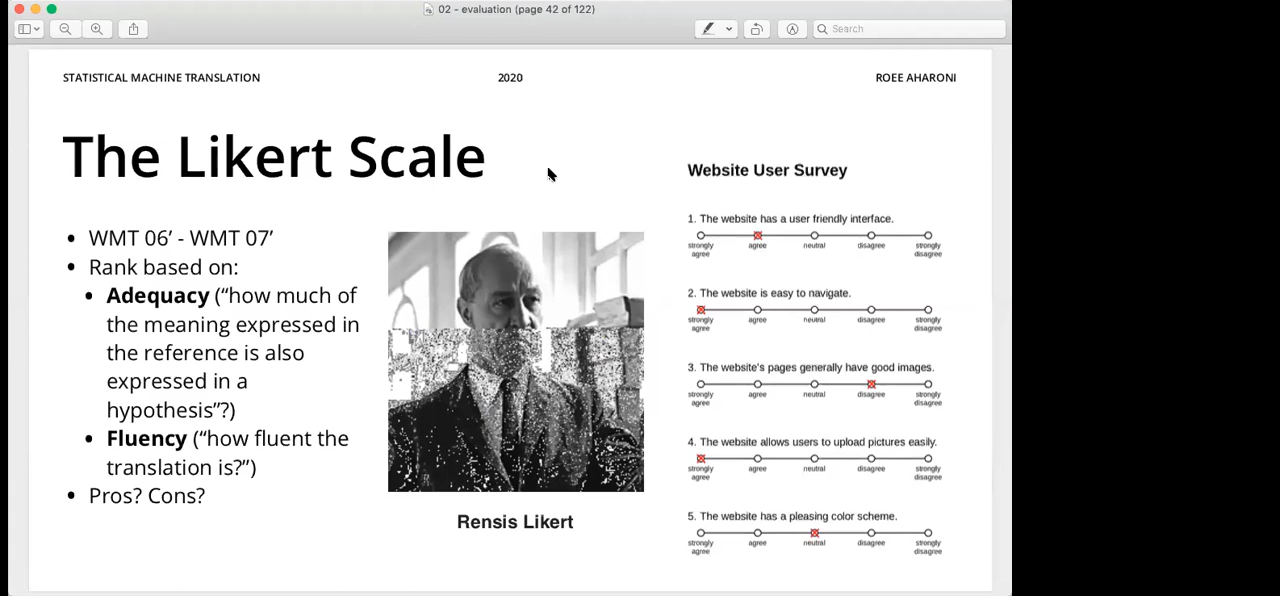 02 - evaluation (page 42 of 122)
Search
STATISTICAL MACHINE TRANSLATION
2020
ROEE AHARONI
The Likert Scale
• WMT 06’ - WMT 07’
• Rank based on:
• Adequacy (“how much of
the meaning expressed in
the reference is also
expressed in a
hypothesis”?)
• Fluency (“how fluent the
translation is?”)
• Pros? Cons?
Rensis Likert
Website User Survey
1. The website has a user friendly interface.
strongly agree agree neutral disagree strongly disagree
2. The website is easy to navigate.
strongly agree agree neutral disagree strongly disagree
3. The website's pages generally have good images.
strongly agree agree neutral disagree strongly disagree
4. The website allows users to upload pictures easily.
strongly agree agree neutral disagree strongly disagree
5. The website has a pleasing color scheme.
strongly agree agree neutral disagree strongly disagree